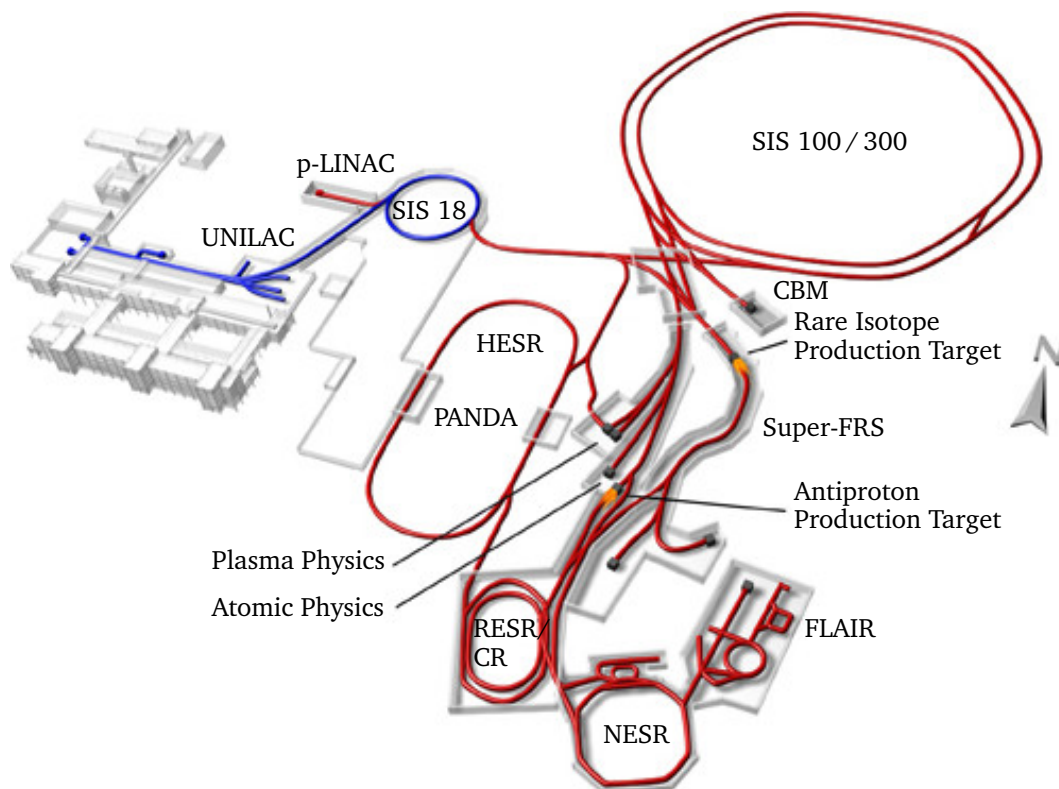 SIS 100 / 300
p-LINAC
SIS 18
UNILAC
CBM
Rare Isotope
Production Target
HESR
PANDA
Super-FRS
Antiproton
Production Target
Plasma Physics
Atomic Physics
RESR/
CR
FLAIR
NESR
N